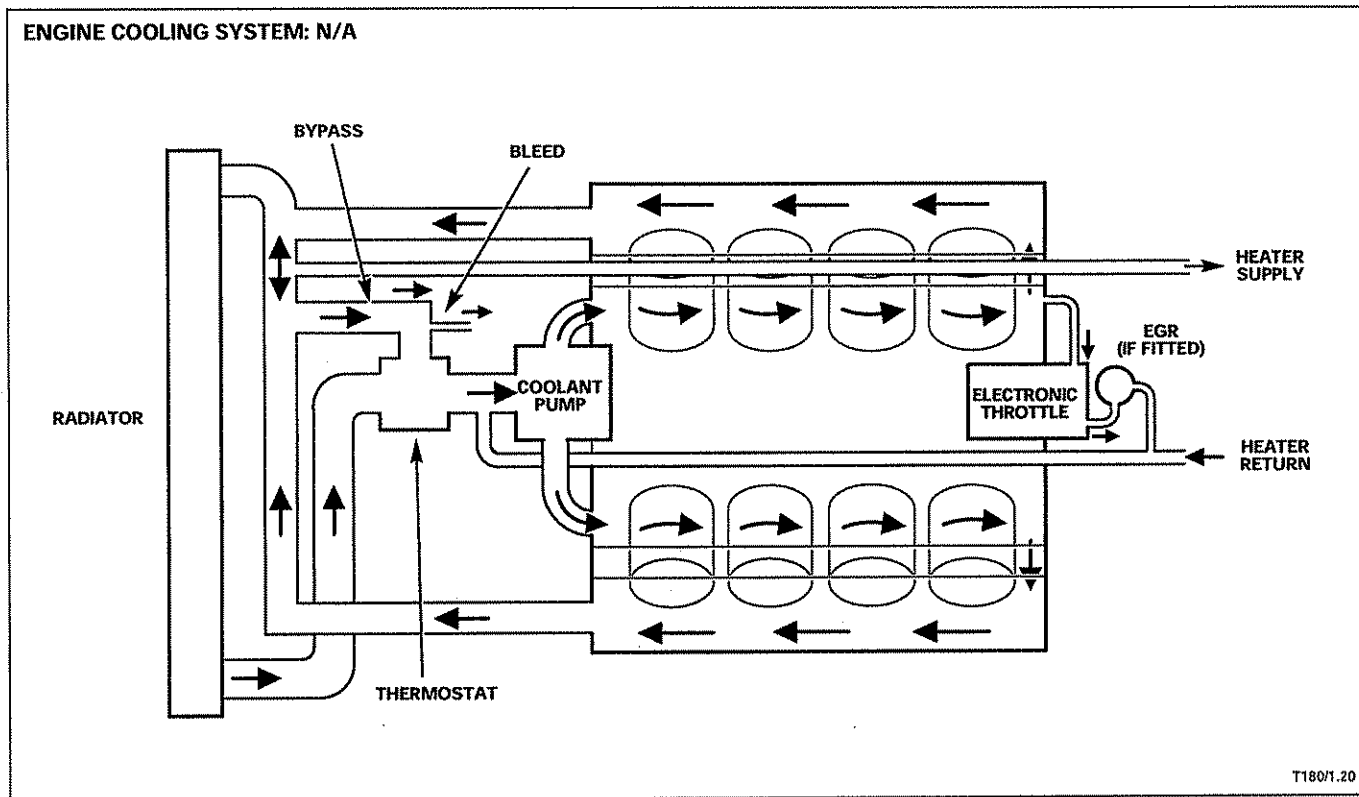 ENGINE COOLING SYSTEM: N/A
BYPASS
BLEED
HEATER
SUPPLY
EGR
(IF FITTED)
COOLANT
PUMP
ELECTRONIC
THROTTLE
RADIATOR
HEATER
RETURN
THERMOSTAT
T180/1.20